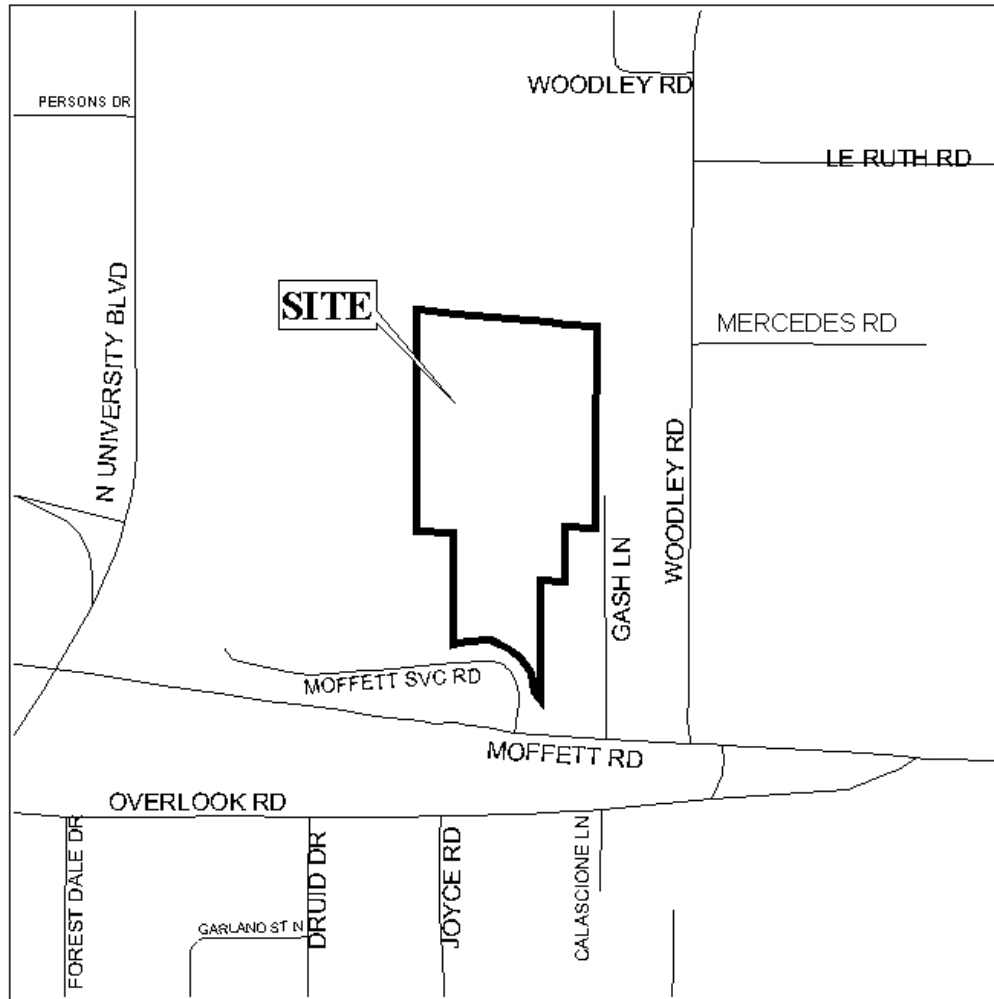 WOODLEY RD
PERSONS DR
LE RUTH RD
N UNIVERSITY BLVD
SITE
MERCEDES RD
WOODLEY RD
GASH LN
MOFFETT SVC RD
MOFFETT RD
OVERLOOK RD
FOREST DALE DR
DRUID DR
JOYCE RD
CALASCIONE LN
GARLAND ST N